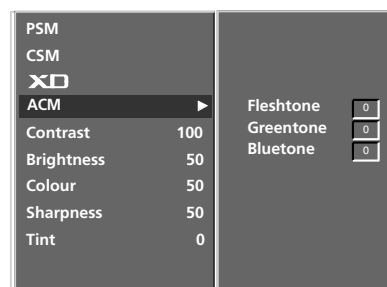 PSM
CSM
XD
ACM ▶
Contrast 100
Brightness 50
Colour 50
Sharpness 50
Tint 0
Fleshtone 0
Greentone 0
Bluetone 0